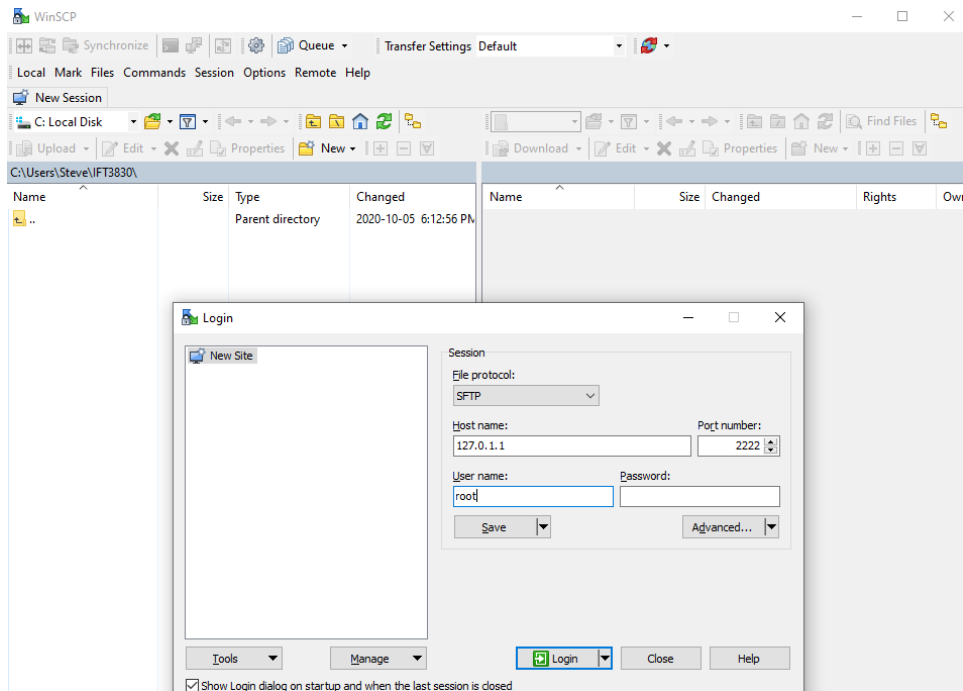 WinSCP
Synchronize Queue Transfer Settings Default
Local Mark Files Commands Session Options Remote Help
New Session
C: Local Disk Find Files
Upload Edit Properties New Download Edit Properties New
C:\Users\Steve\IFT3830\
Name Size Type Changed Name Size Changed Rights Own
.. Parent directory 2020-10-05 6:12:56 PM
Login
New Site
Session
File protocol:
SFTP
Host name: Port number:
127.0.1.1 2222
User name: Password:
root
Save Advanced...
Tools Manage Login Close Help
Show Login dialog on startup and when the last session is closed